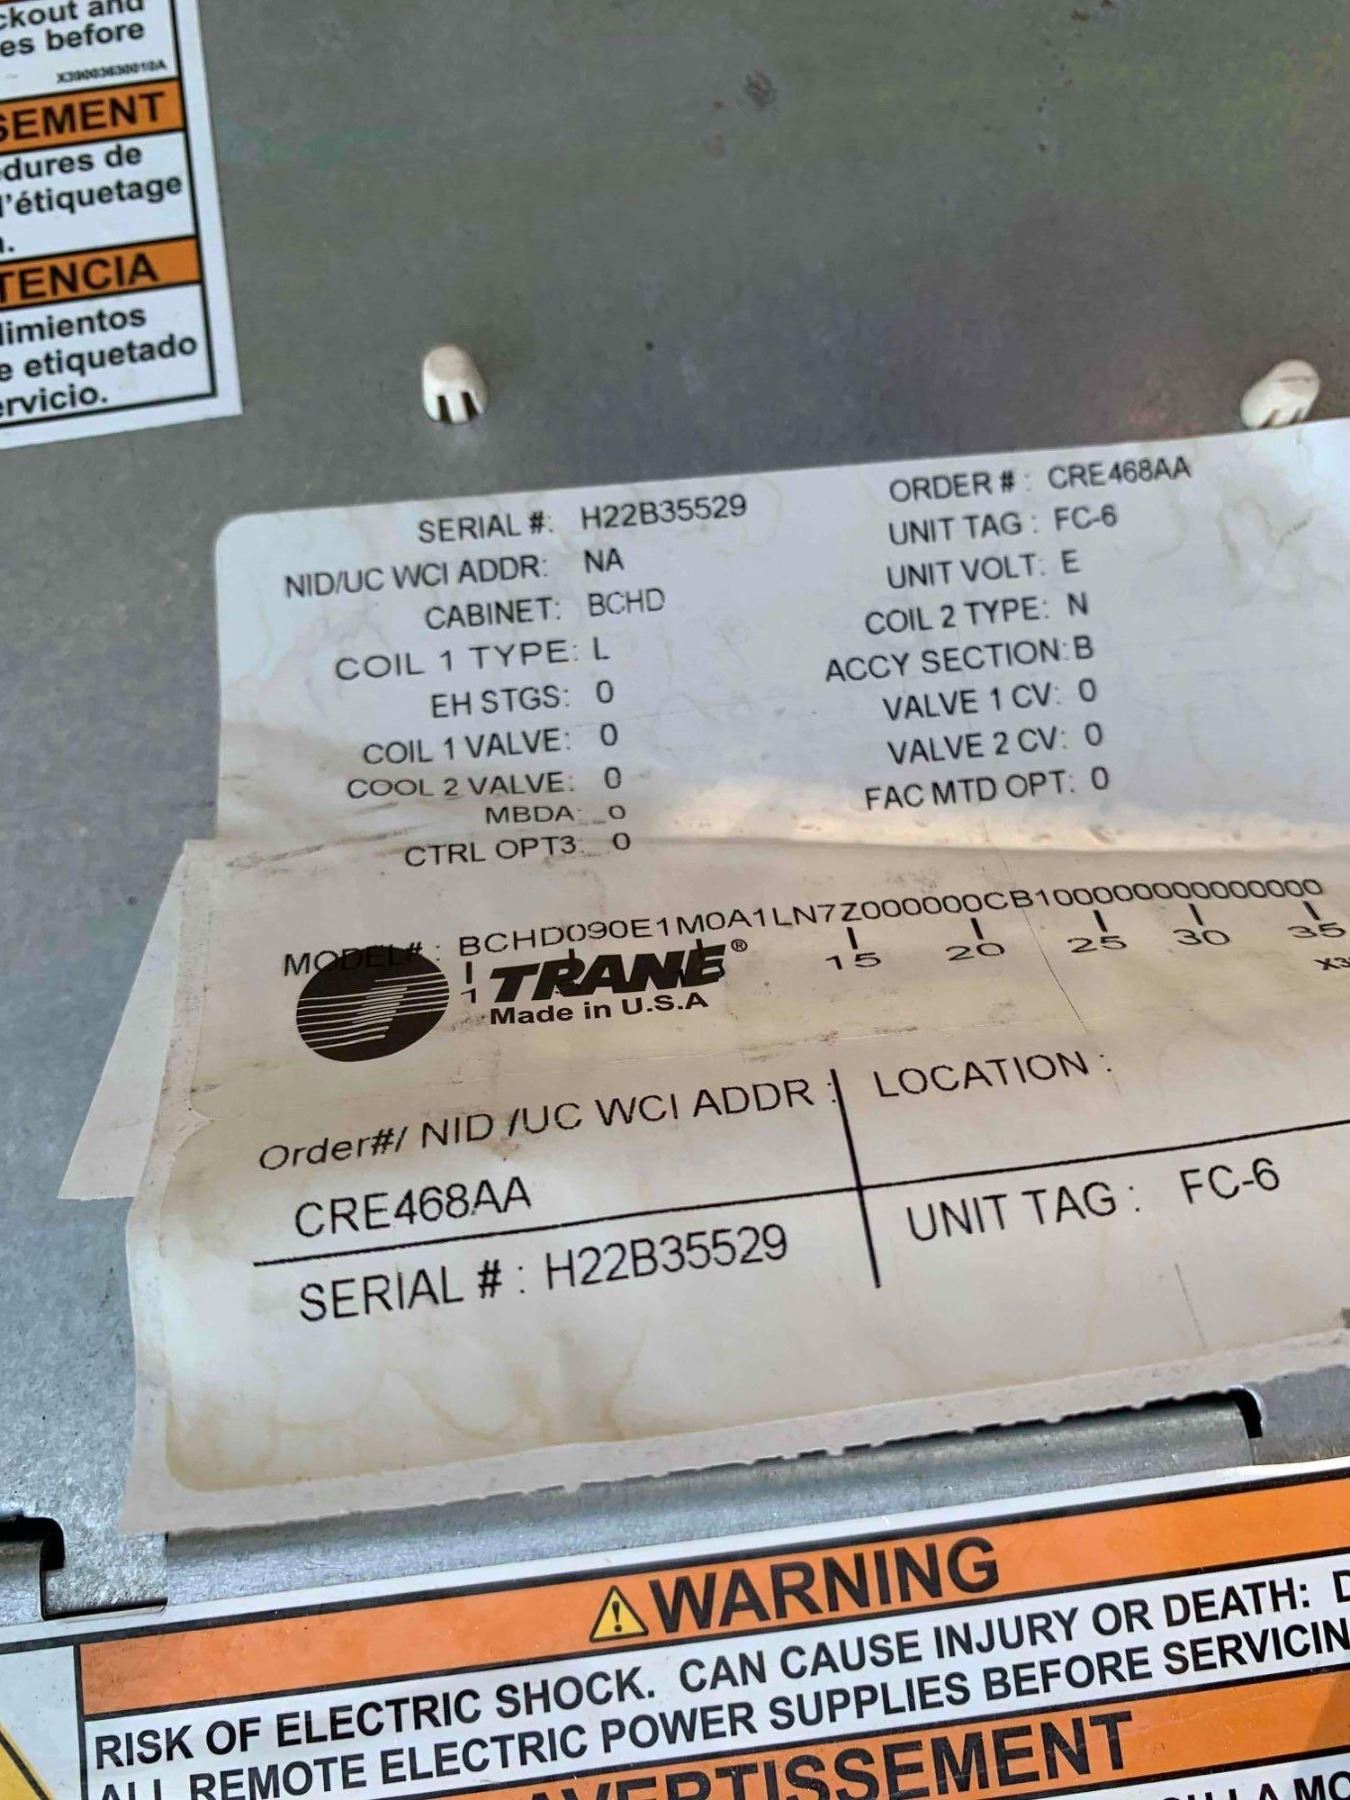 ckout and
es before
X39003630010A
SEMENT
dures de
l'étiquetage
TENCIA
limientos
e etiquetado
ervicio.
SERIAL #: H22B35529
NID/UC WCI ADDR: NA
CABINET: BCHD
COIL 1 TYPE: L
EH STGS: 0
COIL 1 VALVE: 0
COOL 2 VALVE: 0
MBDA: 0
CTRL OPT3: 0
ORDER # : CRE468AA
UNIT TAG : FC-6
UNIT VOLT: E
COIL 2 TYPE: N
ACCY SECTION: B
VALVE 1 CV: 0
VALVE 2 CV: 0
FAC MTD OPT: 0
MODEL# : BCHD090E1M0A1LN7Z000000CB100000000000000
1 15 20 25 30 35
TRANE®
X3
Made in U.S.A
Order#/ NID /UC WCI ADDR :
CRE468AA
LOCATION :
SERIAL # : H22B35529
UNIT TAG : FC-6
WARNING
RISK OF ELECTRIC SHOCK. CAN CAUSE INJURY OR DEATH: D
ALL REMOTE ELECTRIC POWER SUPPLIES BEFORE SERVICIN
AVERTISSEMENT